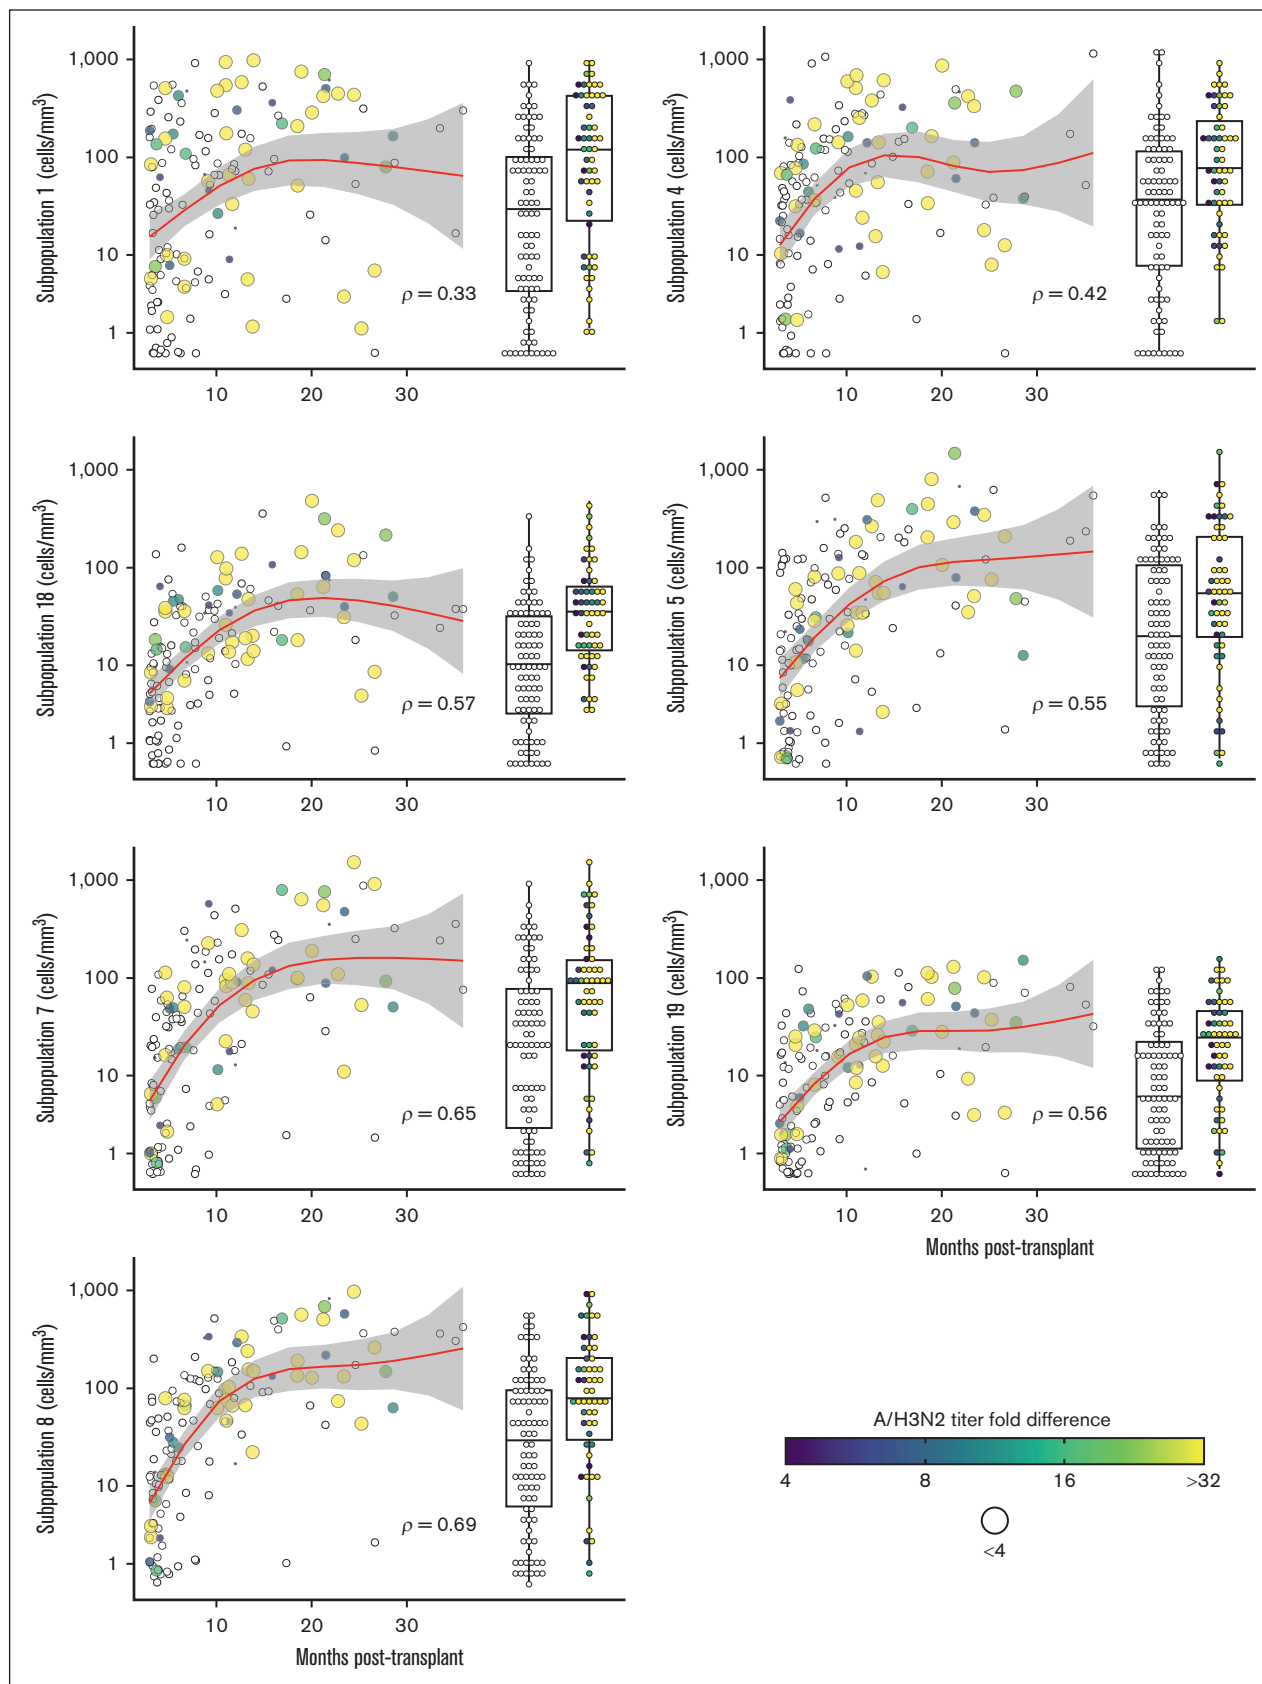 Subpopulation 1 (cells/mm³)
1,000
100
10
1
ρ = 0.33
10 20 30
Subpopulation 4 (cells/mm³)
1,000
100
10
1
ρ = 0.42
10 20 30
Subpopulation 18 (cells/mm³)
1,000
100
10
1
ρ = 0.57
10 20 30
Subpopulation 5 (cells/mm³)
1,000
100
10
1
ρ = 0.55
10 20 30
Subpopulation 7 (cells/mm³)
1,000
100
10
1
ρ = 0.65
10 20 30
Subpopulation 19 (cells/mm³)
1,000
100
10
1
ρ = 0.56
10 20 30
Months post-transplant
Subpopulation 8 (cells/mm³)
1,000
100
10
1
ρ = 0.69
10 20 30
Months post-transplant
A/H3N2 titer fold difference
4 8 16 >32
<4